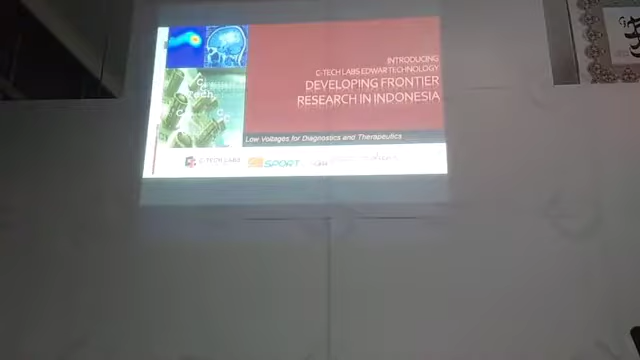 INTRODUCING
C-TECH LABS EDWAR TECHNOLOGY
DEVELOPING FRONTIER
RESEARCH IN INDONESIA
Low Voltages for Diagnostics and Therapeutics
C-TECH LABS
SPORT